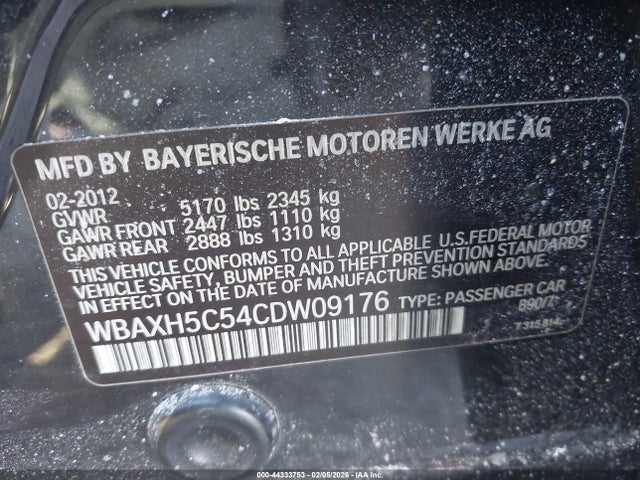 MFD BY BAYERISCHE MOTOREN WERKE AG
02-2012
GVWR 5170 lbs 2345 kg
GAWR FRONT 2447 lbs 1110 kg
GAWR REAR 2888 lbs 1310 kg
THIS VEHICLE CONFORMS TO ALL APPLICABLE U.S.FEDERAL MOTOR
VEHICLE SAFETY, BUMPER AND THEFT PREVENTION STANDARDS
IN EFFECT ON THE DATE OF MANUFACTURE SHOWN ABOVE.
WBAXH5C54CDW09176 TYPE: PASSENGER CAR
000-44333753 - 02/05/2026 - IAA, LLC